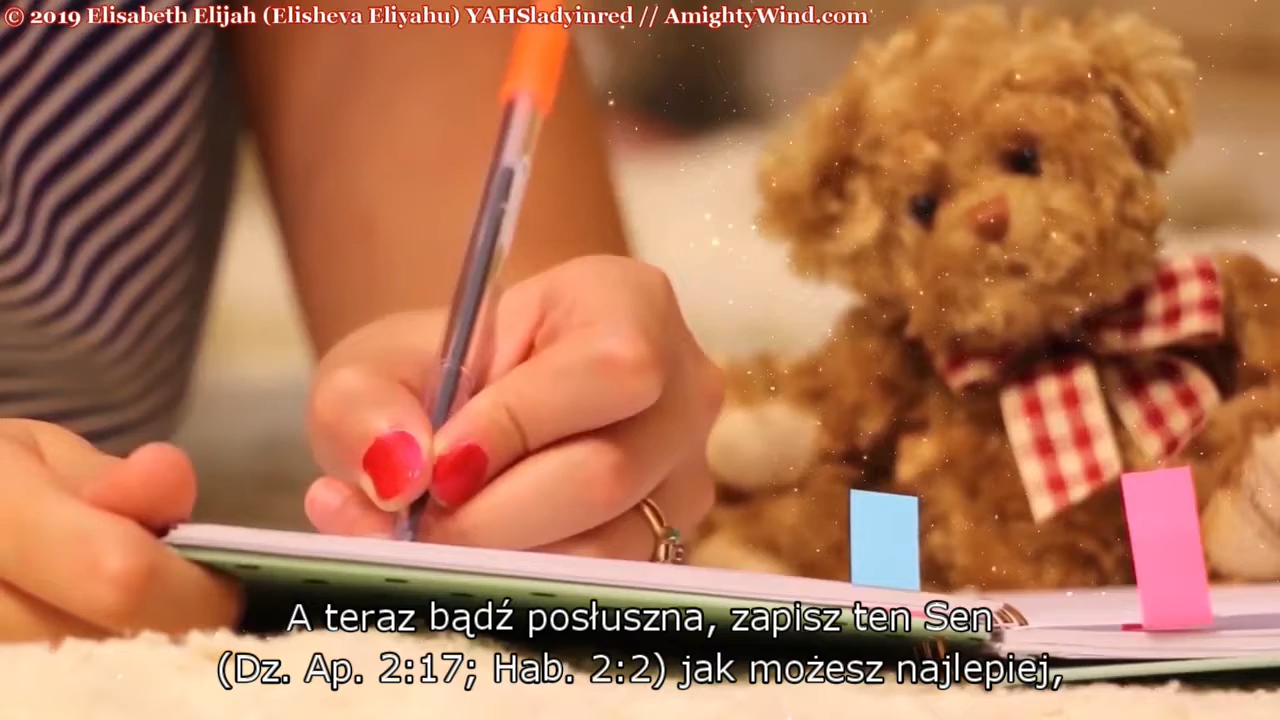 © 2019 Elisabeth Elijah (Elisheva Eliyahu) YAHSladyinred // AmightyWind.com
A teraz bądź posłuszna, zapisz ten Sen
(Dz. Ap. 2:17; Hab. 2:2) jak możesz najlepiej,